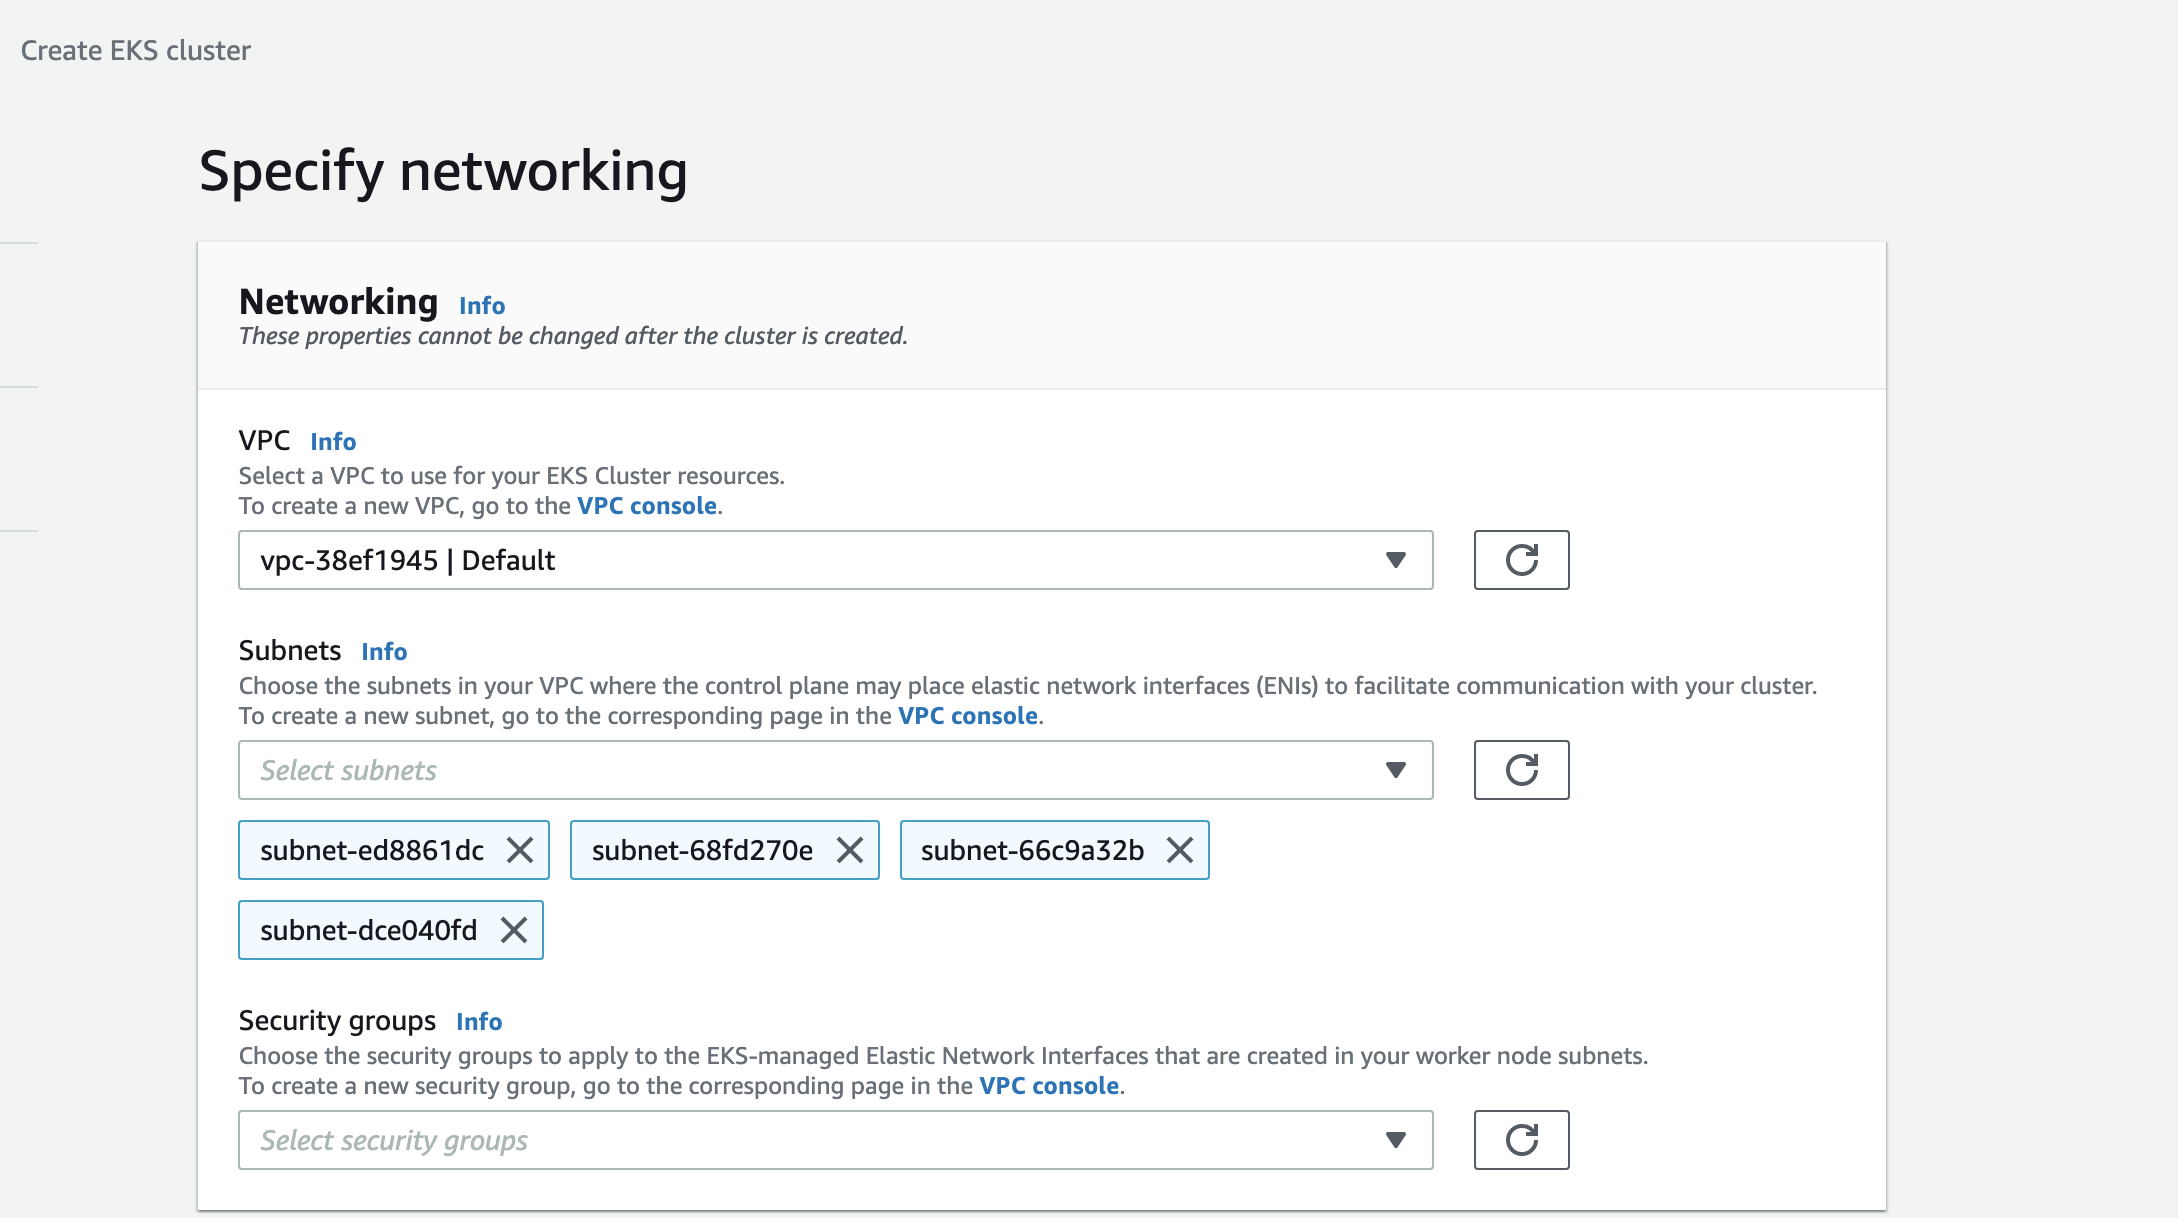 Create EKS cluster
Specify networking
Networking Info
These properties cannot be changed after the cluster is created.
VPC Info
Select a VPC to use for your EKS Cluster resources.
To create a new VPC, go to the VPC console.
vpc-38ef1945 | Default
Subnets Info
Choose the subnets in your VPC where the control plane may place elastic network interfaces (ENIs) to facilitate communication with your cluster.
To create a new subnet, go to the corresponding page in the VPC console.
Select subnets
subnet-ed8861dc subnet-68fd270e subnet-66c9a32b
subnet-dce040fd
Security groups Info
Choose the security groups to apply to the EKS-managed Elastic Network Interfaces that are created in your worker node subnets.
To create a new security group, go to the corresponding page in the VPC console.
Select security groups